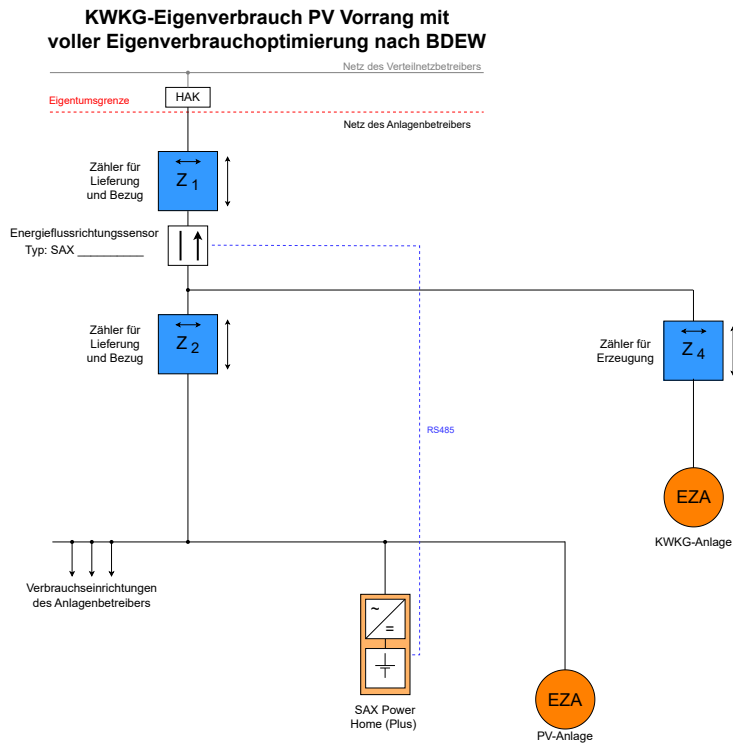 KWKG-Eigenverbrauch PV Vorrang mit
voller Eigenverbrauchoptimierung nach BDEW
Netz des Verteilnetzbetreibers
HAK
Eigentumsgrenze
Netz des Anlagenbetreibers
Zähler für
Lieferung
und Bezug
Z 1
Energieflussrichtungssensor
Typ: SAX __________
Zähler für
Lieferung
und Bezug
Z 2
Zähler für
Erzeugung
Z 4
RS485
EZA
KWKG-Anlage
Verbrauchseinrichtungen
des Anlagenbetreibers
~
=
SAX Power
Home (Plus)
EZA
PV-Anlage